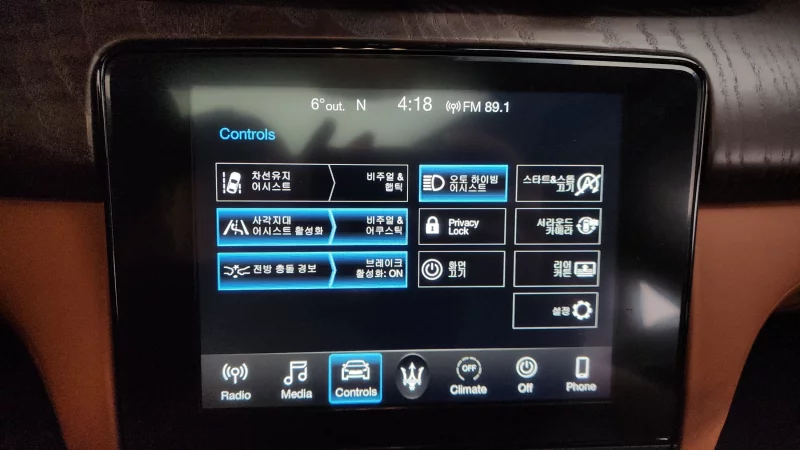 6°out. N 4:18 FM 89.1
Controls
차선유지
어시스트
비주얼 &
햅틱
오토 하이빔
어시스트
스타트&스톱
끄기
사각지대
어시스트 활성화
비주얼 &
어쿠스틱
Privacy
Lock
서라운드
카메라
전방 충돌 경보
브레이크
활성화: ON
화면
끄기
리어
커튼
설정
OFF
Radio
Media
Controls
Climate
Off
Phone